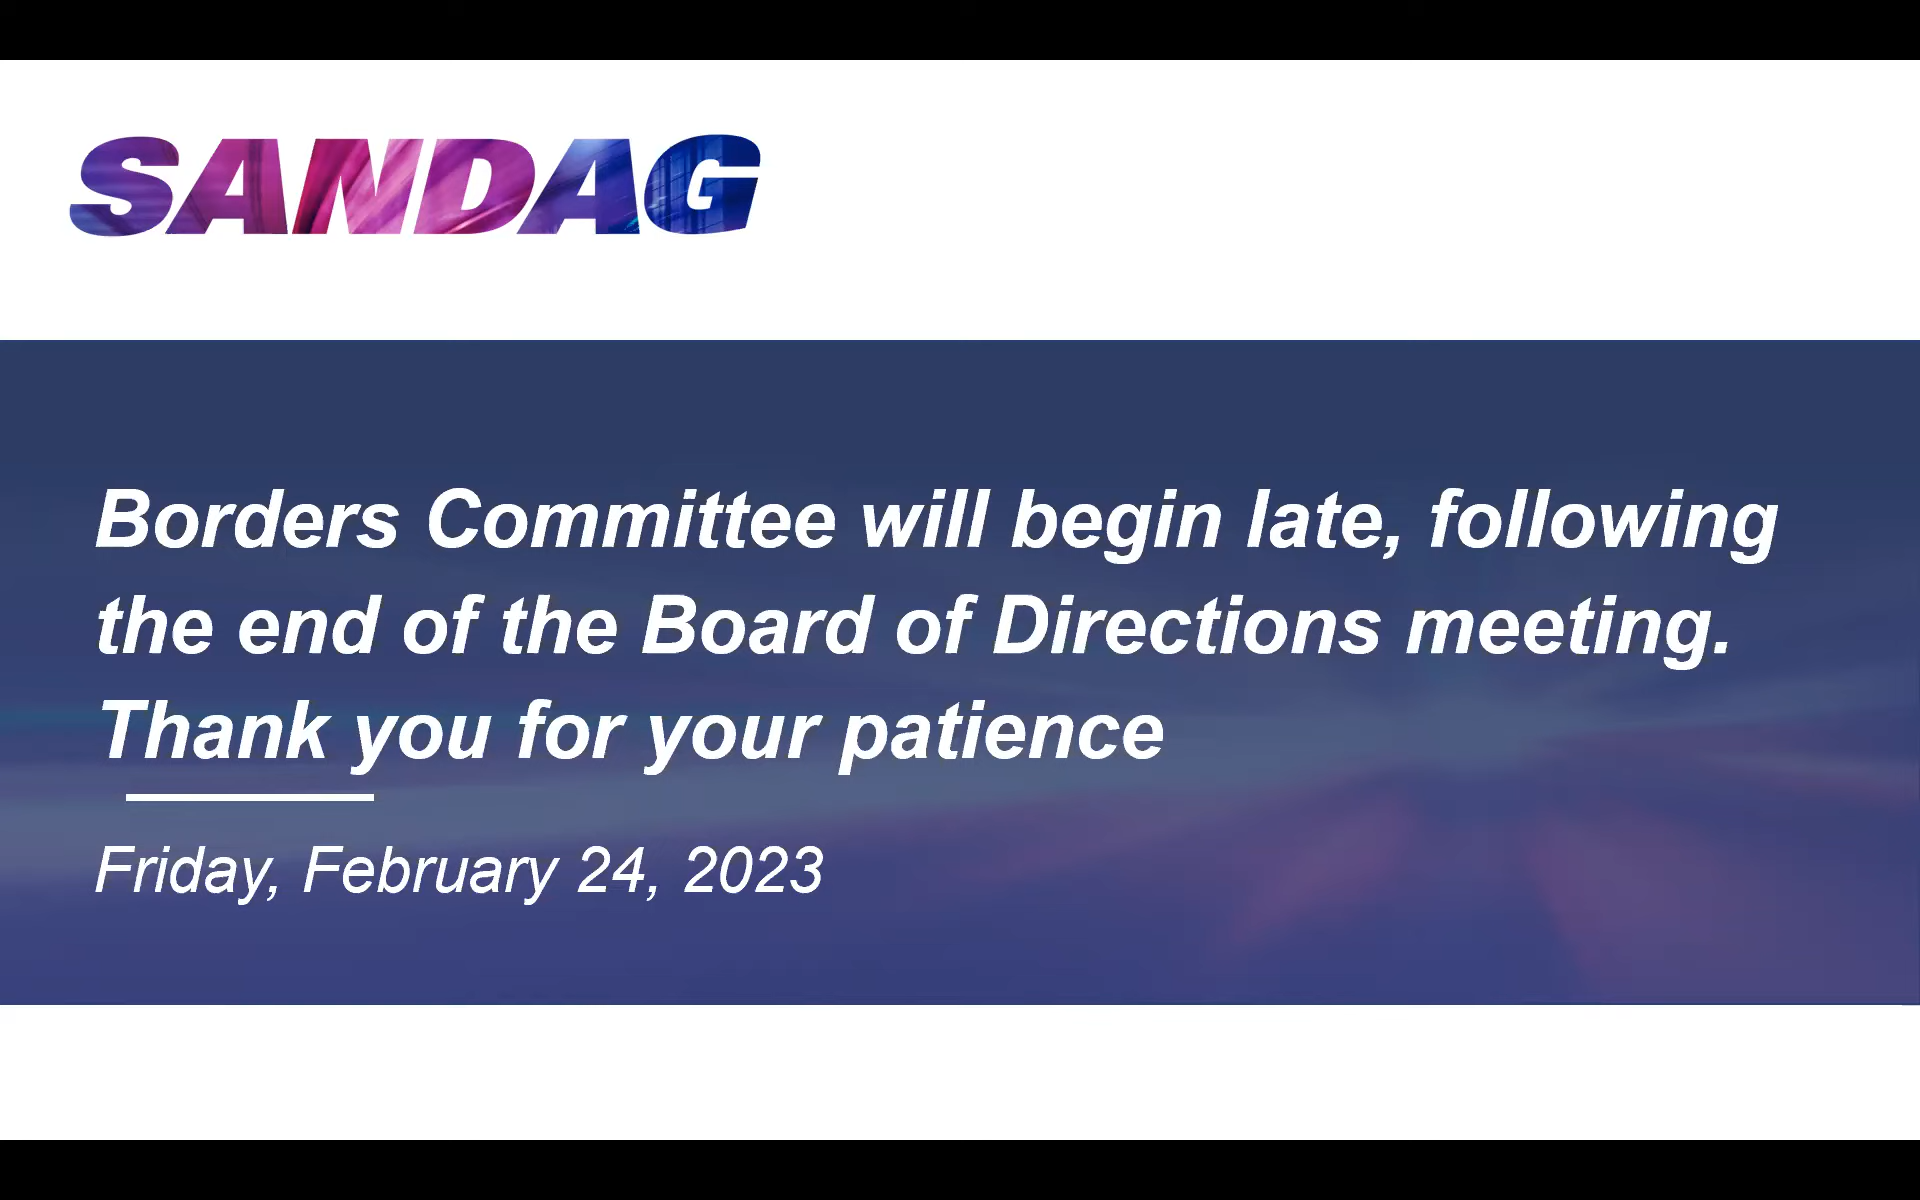 SANDAG
Borders Committee will begin late, following
the end of the Board of Directions meeting.
Thank you for your patience
Friday, February 24, 2023